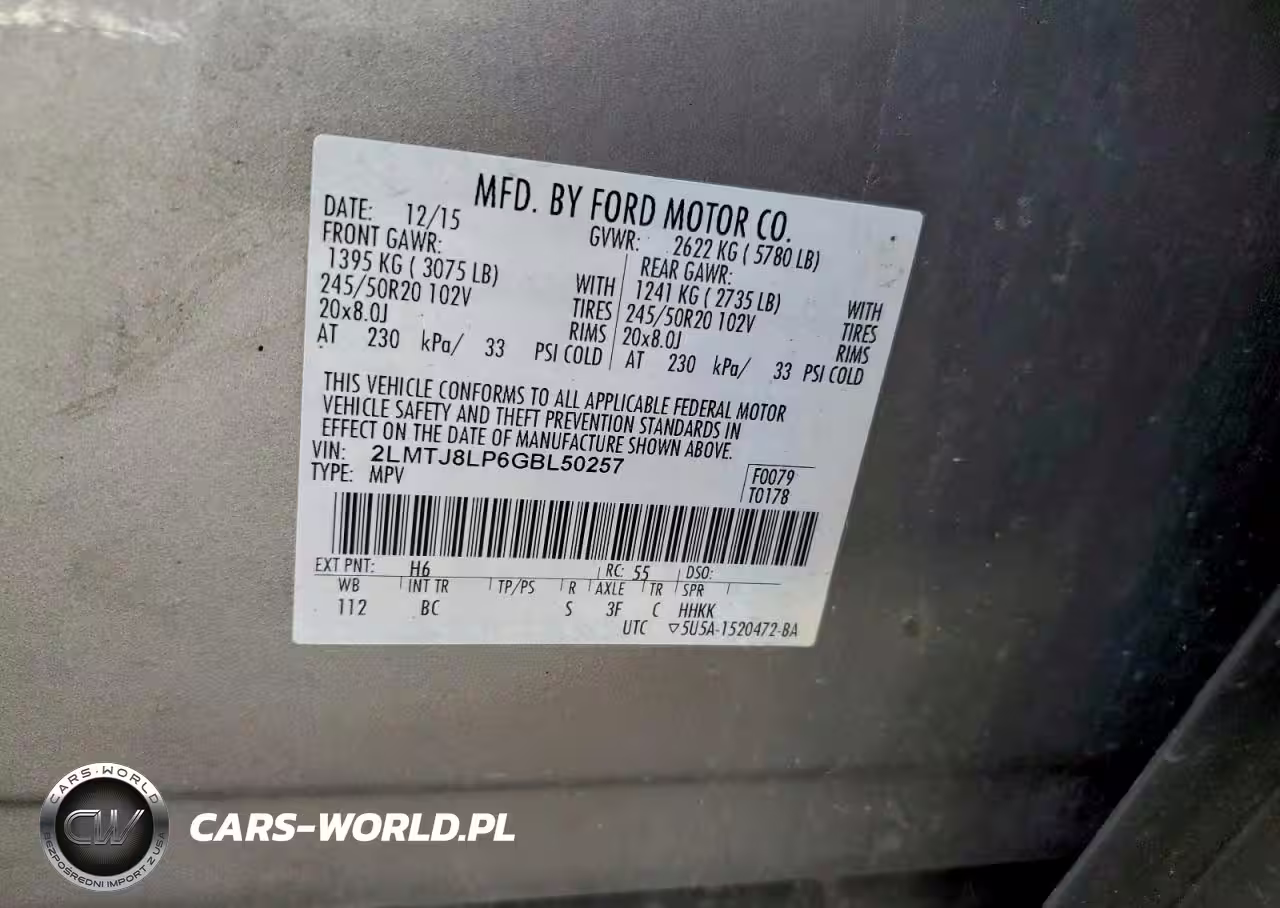 MFD. BY FORD MOTOR CO.
DATE: 12/15 GVWR: 2622 KG ( 5780 LB)
FRONT GAWR: REAR GAWR:
1395 KG ( 3075 LB) WITH 1241 KG ( 2735 LB) WITH
245/50R20 102V TIRES 245/50R20 102V TIRES
20x8.0J RIMS 20x8.0J RIMS
AT 230 kPa/ 33 PSI COLD AT 230 kPa/ 33 PSI COLD
THIS VEHICLE CONFORMS TO ALL APPLICABLE FEDERAL MOTOR
VEHICLE SAFETY AND THEFT PREVENTION STANDARDS IN
EFFECT ON THE DATE OF MANUFACTURE SHOWN ABOVE.
VIN: 2LMTJ8LP6GBL50257
TYPE: MPV
F0079
T0178
EXT PNT: H6 RC: 55 DSO:
WB INT TR TP/PS R AXLE TR SPR
112 BC S 3F C HHKK
UTC ▽5U5A-1520472-BA
CARS-WORLD
CW
BEZPOŚREDNI IMPORT Z USA
CARS-WORLD.PL